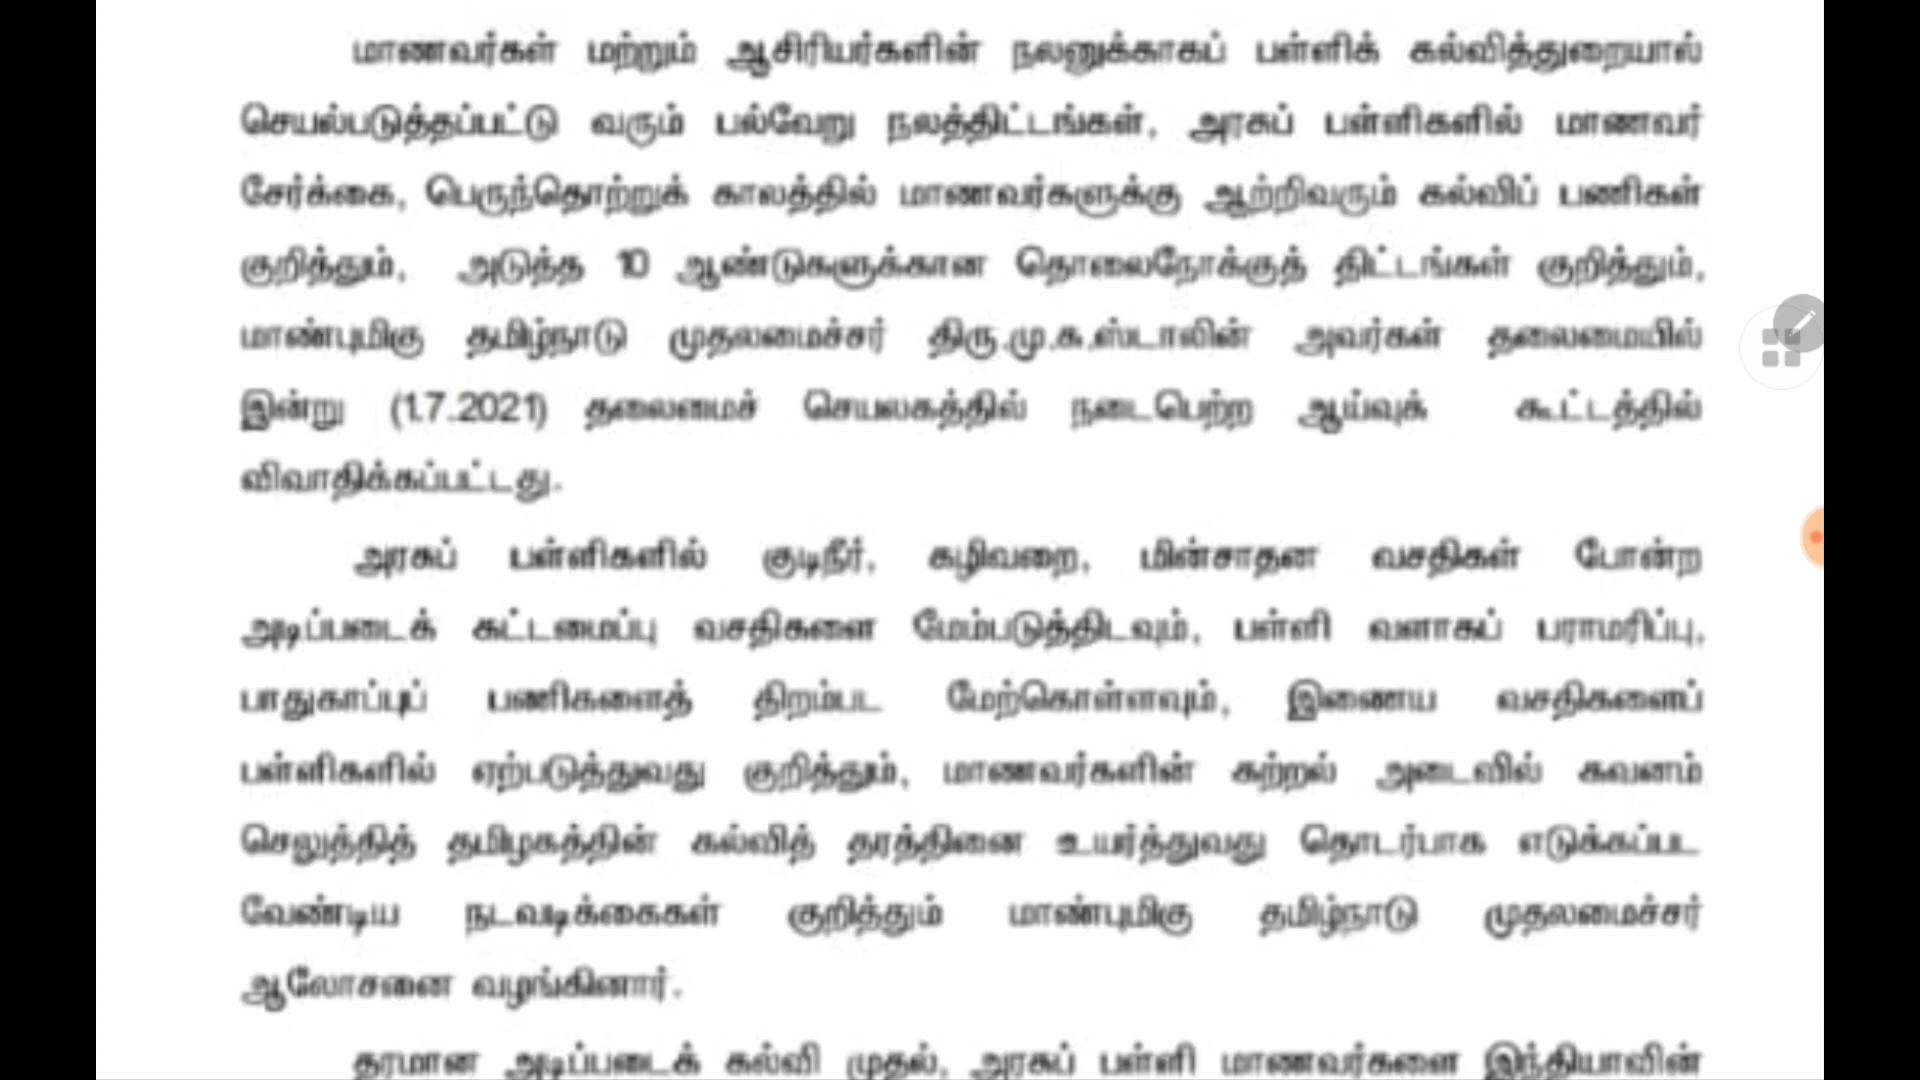 மாணவர்கள் மற்றும் ஆசிரியர்களின் நலனுக்காகப் பள்ளிக் கல்வித்துறையால்
செயல்படுத்தப்பட்டு வரும் பல்வேறு நலத்திட்டங்கள், அரசுப் பள்ளிகளில் மாணவர்
சேர்க்கை, பெருந்தொற்றுக் காலத்தில் மாணவர்களுக்கு ஆற்றிவரும் கல்விப் பணிகள்
குறித்தும், அடுத்த 10 ஆண்டுகளுக்கான தொலைநோக்குத் திட்டங்கள் குறித்தும்,
மாண்புமிகு தமிழ்நாடு முதலமைச்சர் திரு.மு.க.ஸ்டாலின் அவர்கள் தலைமையில்
இன்று (1.7.2021) தலைமைச் செயலகத்தில் நடைபெற்ற ஆய்வுக் கூட்டத்தில்
விவாதிக்கப்பட்டது.
அரசுப் பள்ளிகளில் குடிநீர், கழிவறை, மின்சாதன வசதிகள் போன்ற
அடிப்படைக் கட்டமைப்பு வசதிகளை மேம்படுத்திடவும், பள்ளி வளாகப் பராமரிப்பு,
பாதுகாப்புப் பணிகளைத் திறம்பட மேற்கொள்ளவும், இணைய வசதிகளைப்
பள்ளிகளில் ஏற்படுத்துவது குறித்தும், மாணவர்களின் கற்றல் அடைவில் கவனம்
செலுத்தித் தமிழகத்தின் கல்வித் தரத்தினை உயர்த்துவது தொடர்பாக எடுக்கப்பட
வேண்டிய நடவடிக்கைகள் குறித்தும் மாண்புமிகு தமிழ்நாடு முதலமைச்சர்
ஆலோசனை வழங்கினார்.
தரமான அடிப்படைக் கல்வி முதல், அரசுப் பள்ளி மாணவர்களை இந்தியாவின்